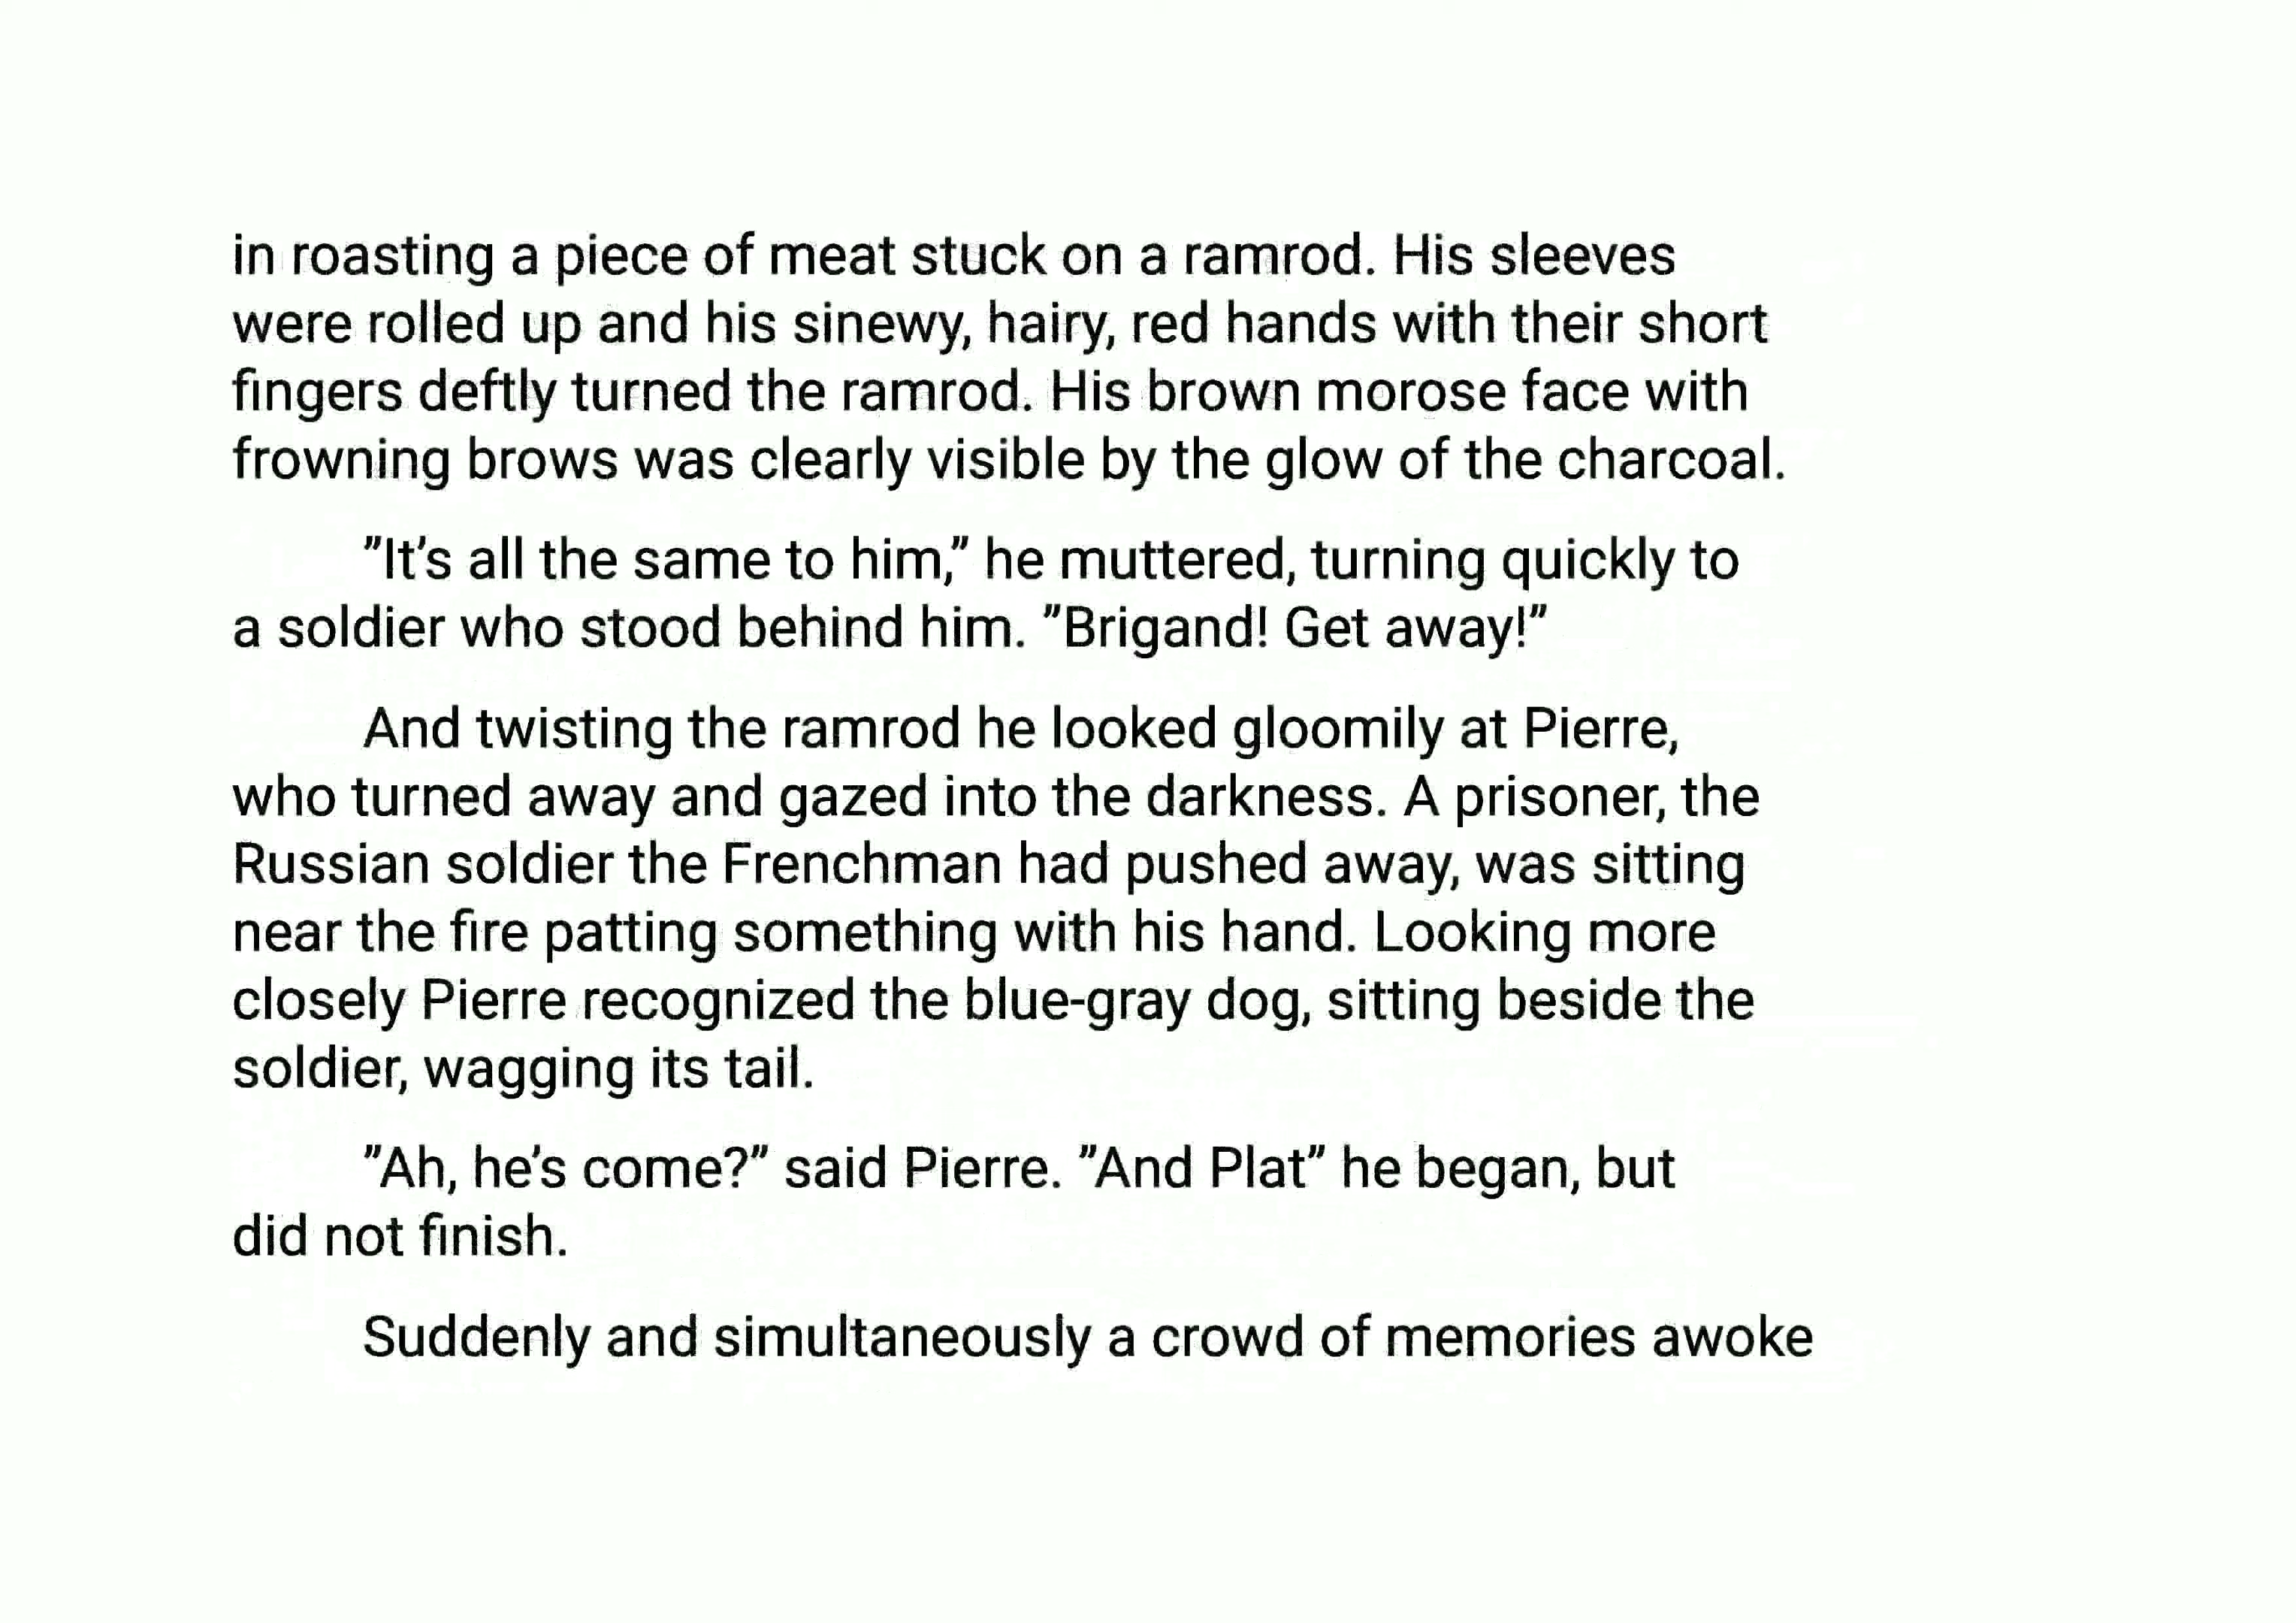 in roasting a piece of meat stuck on a ramrod. His sleeves
were rolled up and his sinewy, hairy, red hands with their short
fingers deftly turned the ramrod. His brown morose face with
frowning brows was clearly visible by the glow of the charcoal.
”It’s all the same to him,” he muttered, turning quickly to
a soldier who stood behind him. ”Brigand! Get away!”
And twisting the ramrod he looked gloomily at Pierre,
who turned away and gazed into the darkness. A prisoner, the
Russian soldier the Frenchman had pushed away, was sitting
near the fire patting something with his hand. Looking more
closely Pierre recognized the blue-gray dog, sitting beside the
soldier, wagging its tail.
”Ah, he’s come?” said Pierre. ”And Plat” he began, but
did not finish.
Suddenly and simultaneously a crowd of memories awoke